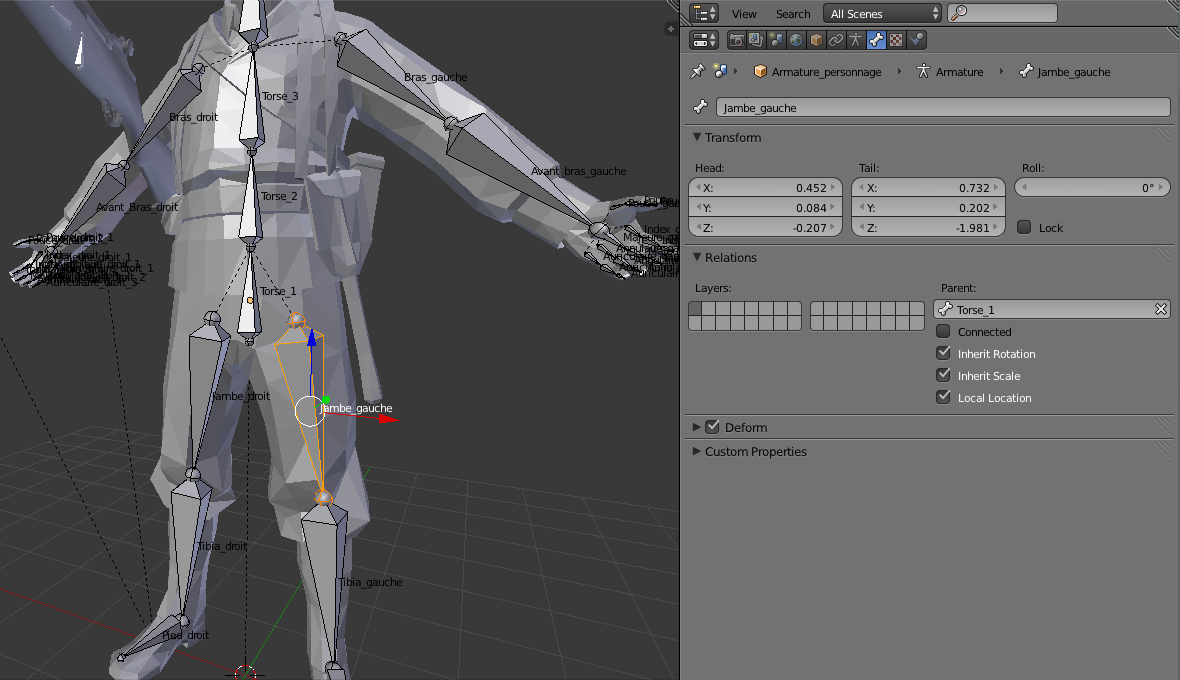 View
Search
All Scenes
Armature_personnage
Armature
Jambe_gauche
Jambe_gauche
Transform
Head:
Tail:
Roll:
X: 0.452
X: 0.732
0°
Y: 0.084
Y: 0.202
Z: -0.207
Z: -1.981
Lock
Relations
Layers:
Parent:
Torse_1
Connected
Inherit Rotation
Inherit Scale
Local Location
Deform
Custom Properties
Bras_gauche
Torse_3
Bras_droit
Avant_bras_gauche
Torse_2
Avant_Bras_droit
Torse_1
Jambe_droit
Jambe_gauche
Tibia_droit
Tibia_gauche
Pied_droit